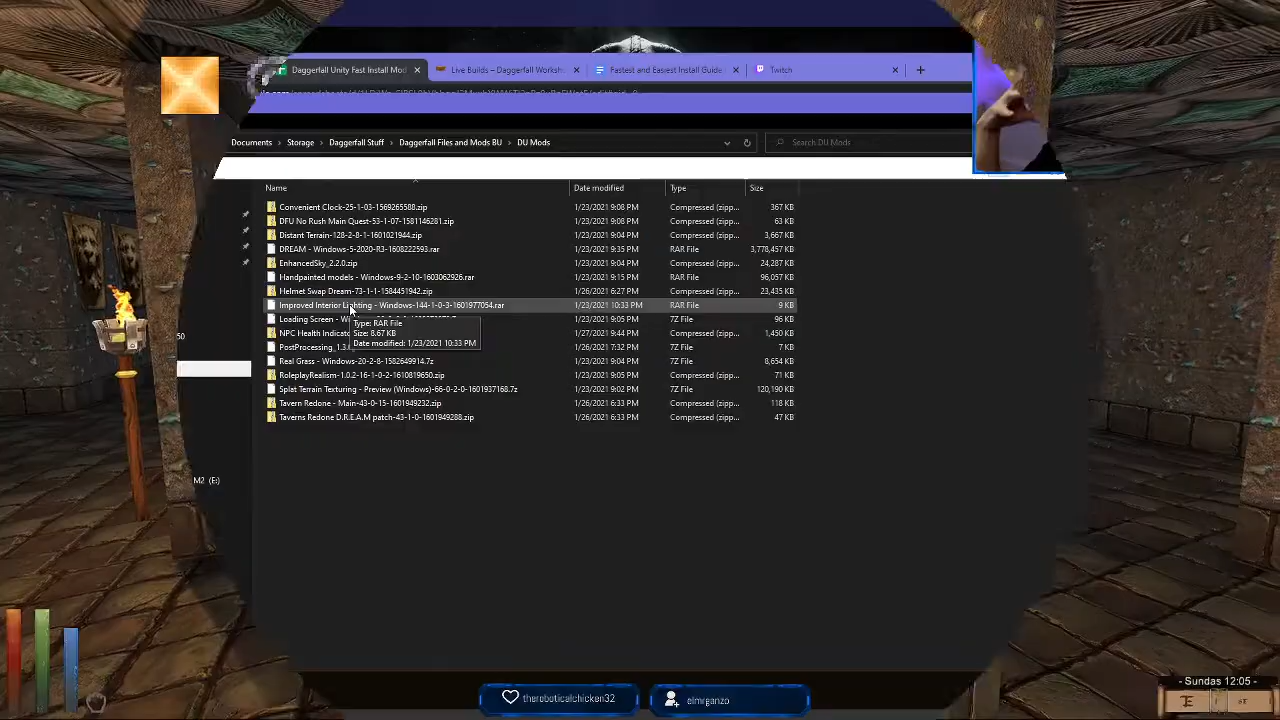 Daggerfall Unity Fast Install Mod
Live Builds – Daggerfall Worksh
Fastest and Easiest Install Guide
Twitch
Documents
Storage
Daggerfall Stuff
Daggerfall Files and Mods BU
DU Mods
Search DU Mods
Name Date modified Type Size
Convenient Clock-25-1-03-1569265588.zip 1/23/2021 9:08 PM Compressed (zipp... 367 KB
DFU No Rush Main Quest-53-1-07-1581146281.zip 1/23/2021 9:08 PM Compressed (zipp... 63 KB
Distant Terrain-128-2-8-1-1601021944.zip 1/23/2021 9:04 PM Compressed (zipp... 3,667 KB
DREAM - Windows-5-2020-R3-1608222593.rar 1/23/2021 9:35 PM RAR File 3,778,457 KB
EnhancedSky_2.2.0.zip 1/23/2021 9:04 PM Compressed (zipp... 24,287 KB
Handpainted models - Windows-9-2-10-1603062926.rar 1/23/2021 9:15 PM RAR File 96,057 KB
Helmet Swap Dream-73-1-1-1584451942.zip 1/26/2021 6:27 PM Compressed (zipp... 23,435 KB
Improved Interior Lighting - Windows-144-1-0-3-1601977054.rar 1/23/2021 10:33 PM RAR File 9 KB
Loading Screen - Wi 1/23/2021 9:05 PM 7Z File 96 KB
Type: RAR File
Size: 8.67 KB
Date modified: 1/23/2021 10:33 PM
NPC Health Indicato 1/27/2021 9:44 PM Compressed (zipp... 1,450 KB
PostProcessing_1.3. 1/26/2021 7:32 PM 7Z File 7 KB
Real Grass - Windows-20-2-8-1582649914.7z 1/23/2021 9:04 PM 7Z File 8,654 KB
RoleplayRealism-1.0.2-16-1-0-2-1610819650.zip 1/23/2021 9:05 PM Compressed (zipp... 71 KB
Splat Terrain Texturing - Preview (Windows)-66-0-2-0-1601937168.7z 1/23/2021 9:05 PM 7Z File 120,190 KB
Tavern Redone - Main-43-0-15-1601949232.zip 1/26/2021 6:33 PM Compressed (zipp... 118 KB
Taverns Redone D.R.E.A.M patch-43-1-0-1601949288.zip 1/26/2021 6:33 PM Compressed (zipp... 47 KB
50
M2 (E:)
theroboticalchicken32
elmrganzo
- Sundas 12:05 -
E
SE